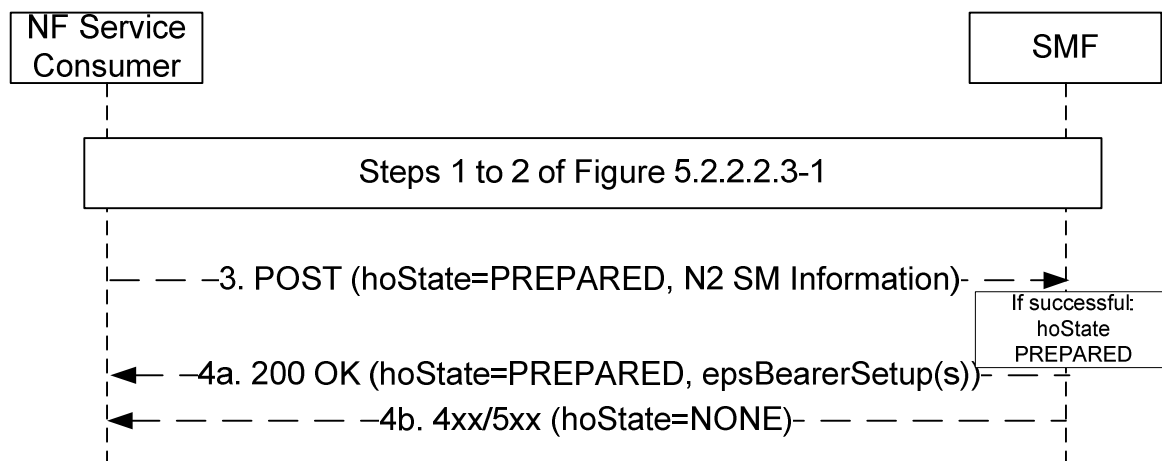 NF Service
Consumer
SMF
Steps 1 to 2 of Figure 5.2.2.2.3-1
3. POST (hoState=PREPARED, N2 SM Information)
If successful:
hoState
PREPARED
4a. 200 OK (hoState=PREPARED, epsBearerSetup(s))
4b. 4xx/5xx (hoState=NONE)